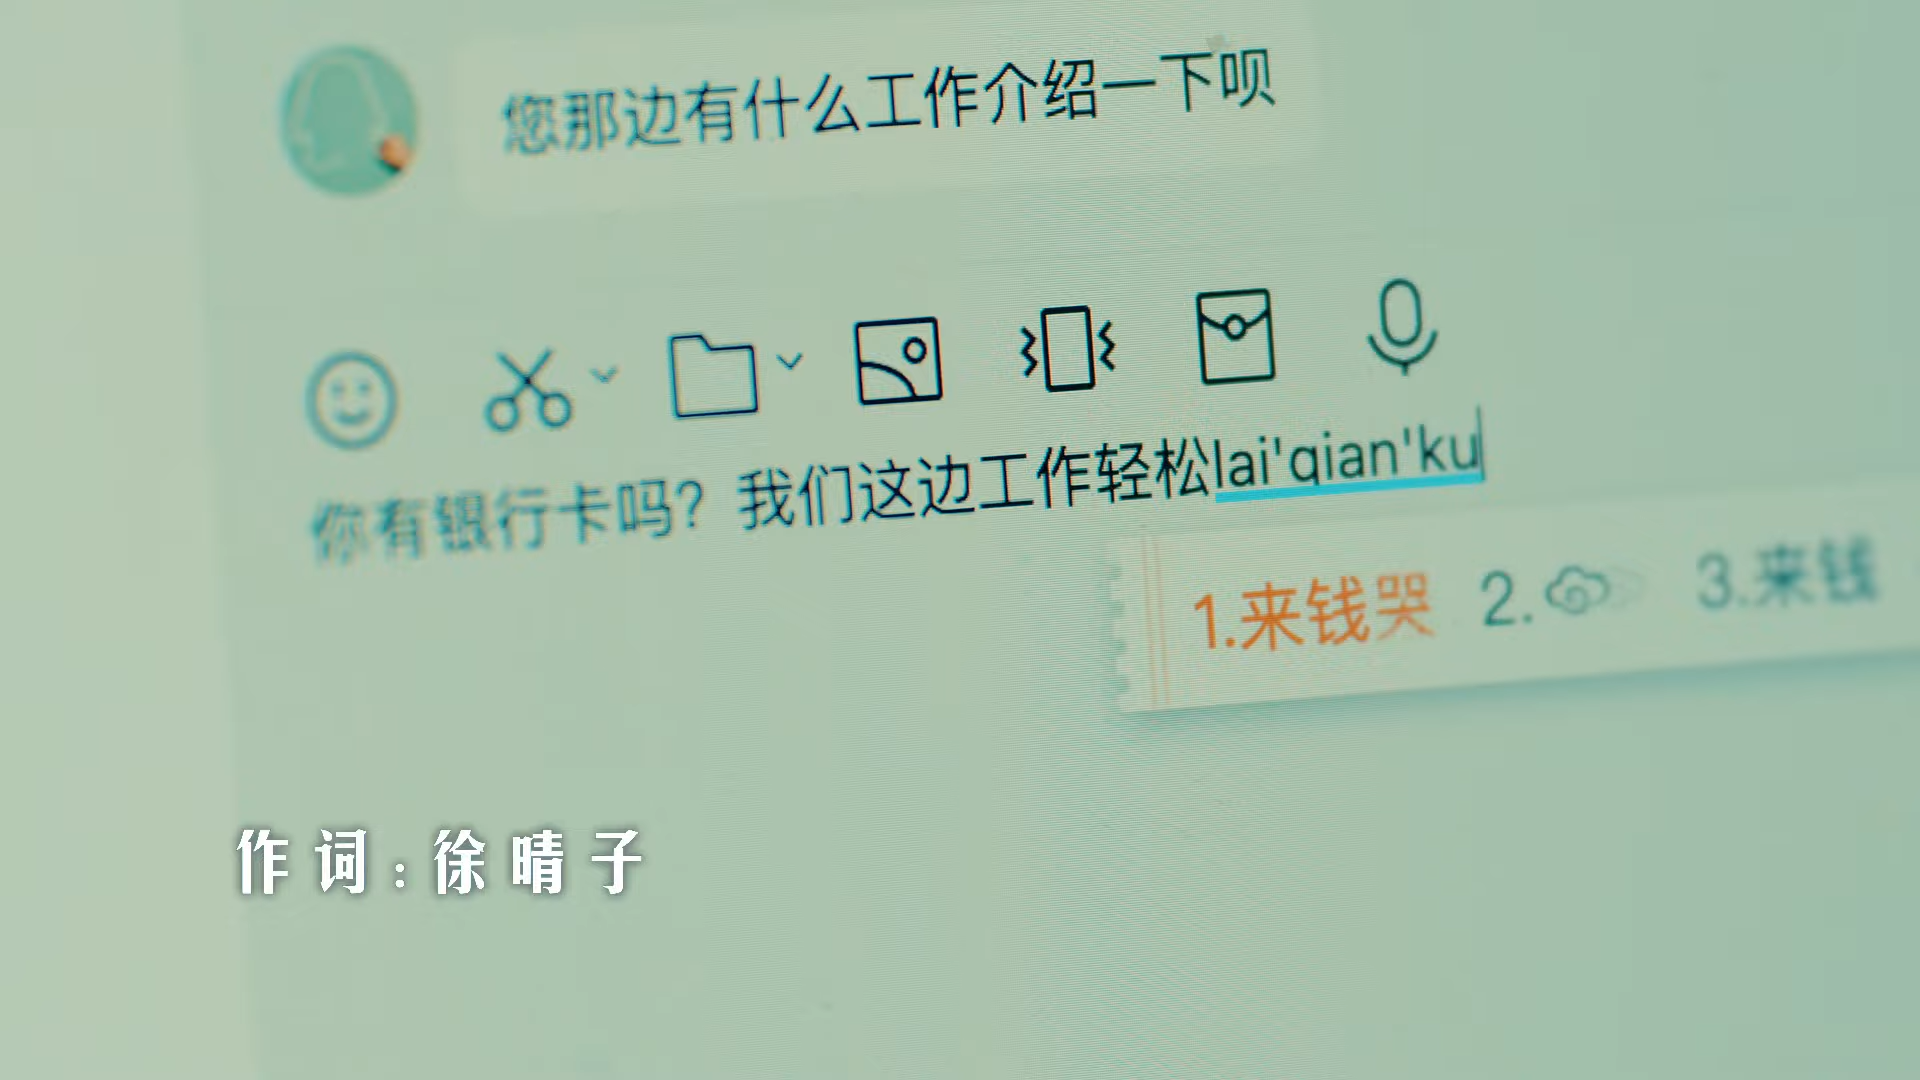 您那边有什么工作介绍一下呗
你有银行卡吗？我们这边工作轻松lai'qian'ku
1.来钱哭 2. 3.来钱
作词:徐晴子